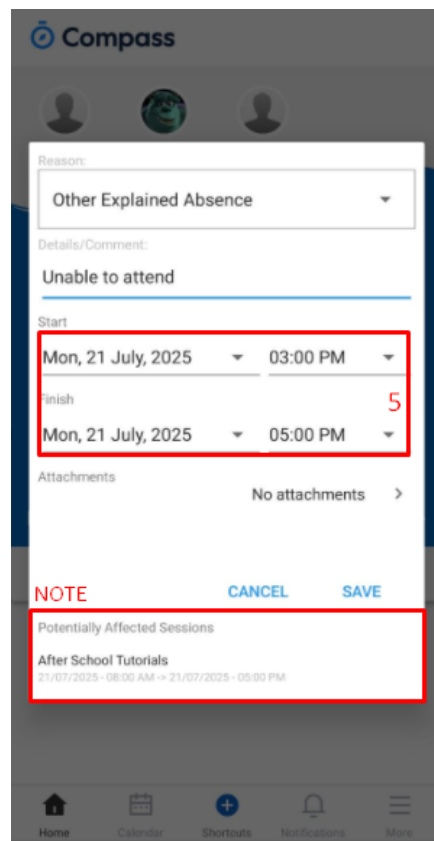 Compass
Reason:
Other Explained Absence
Details/Comment:
Unable to attend
Start
Mon, 21 July, 2025 03:00 PM
Finish 5
Mon, 21 July, 2025 05:00 PM
Attachments
No attachments
NOTE CANCEL SAVE
Potentially Affected Sessions
After School Tutorials
21/07/2025 - 08:00 AM -> 21/07/2025 - 05:00 PM
Home Calendar Shortcuts Notifications More